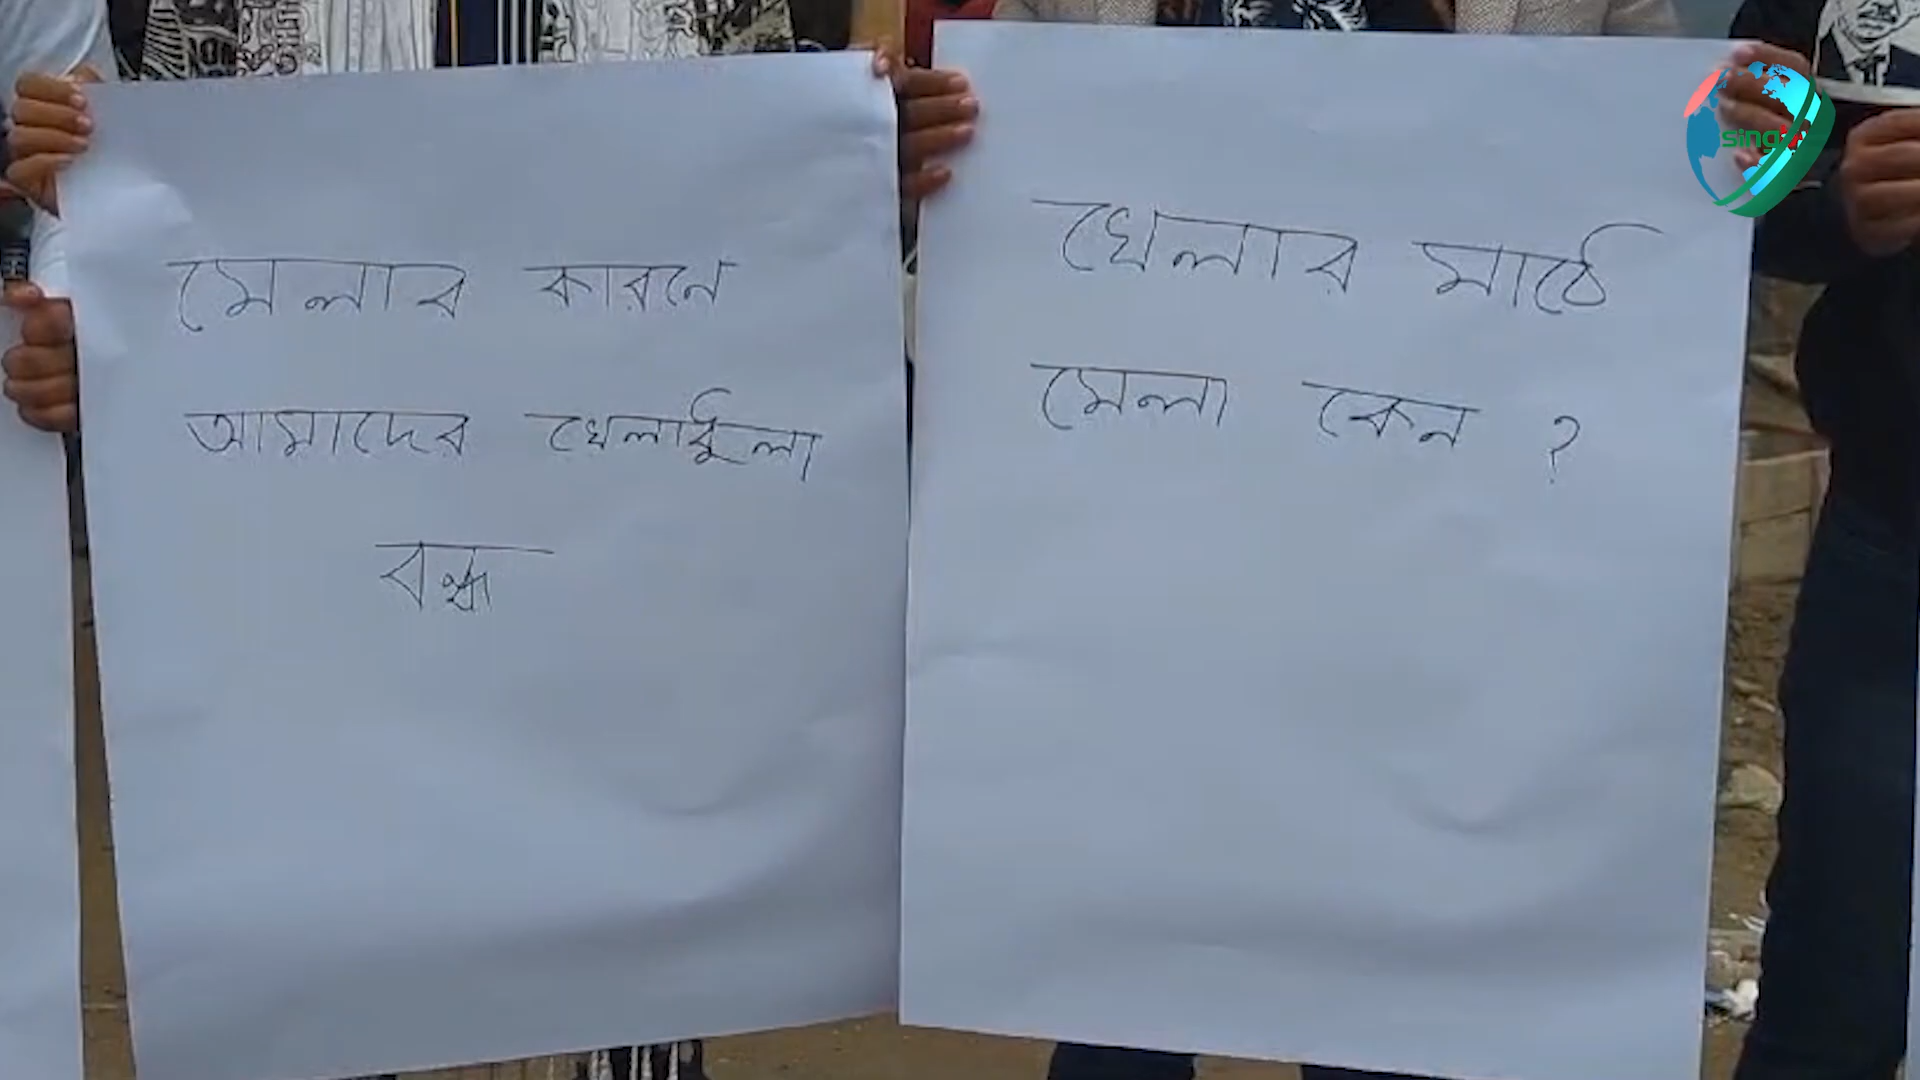 মেলার কারনে
আমাদের খেলাধুলা
বন্ধ
খেলার মাঠে
মেলা কেন ?